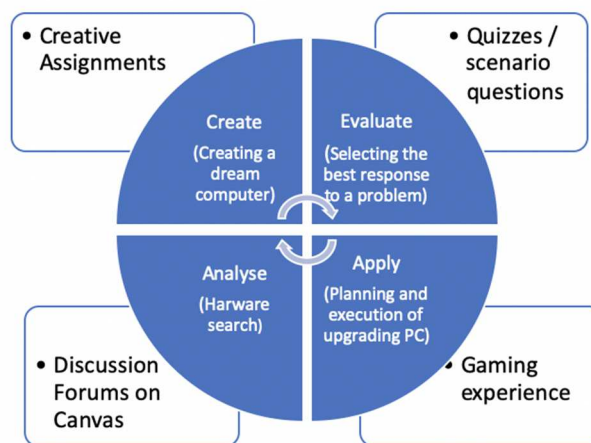 • Creative
Assignments
• Quizzes /
scenario
questions
Create
(Creating a
dream
computer)
Evaluate
(Selecting the
best response
to a problem)
Analyse
(Harware
search)
Apply
(Planning and
execution of
upgrading PC)
• Discussion
Forums on
Canvas
• Gaming
experience